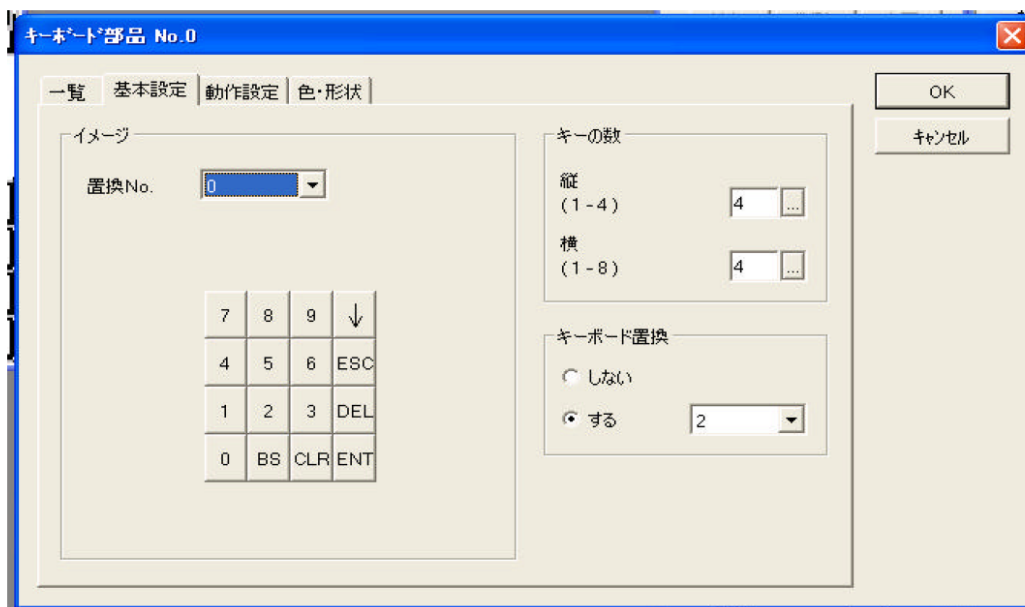 キーボード部品 No.0
一覧
基本設定
動作設定
色・形状
OK
キャンセル
イメージ
置換No.
0
7 8 9 ↓
4 5 6 ESC
1 2 3 DEL
0 BS CLR ENT
キーの数
縦
(1-4)
4
...
横
(1-8)
4
...
キーボード置換
しない
する
2